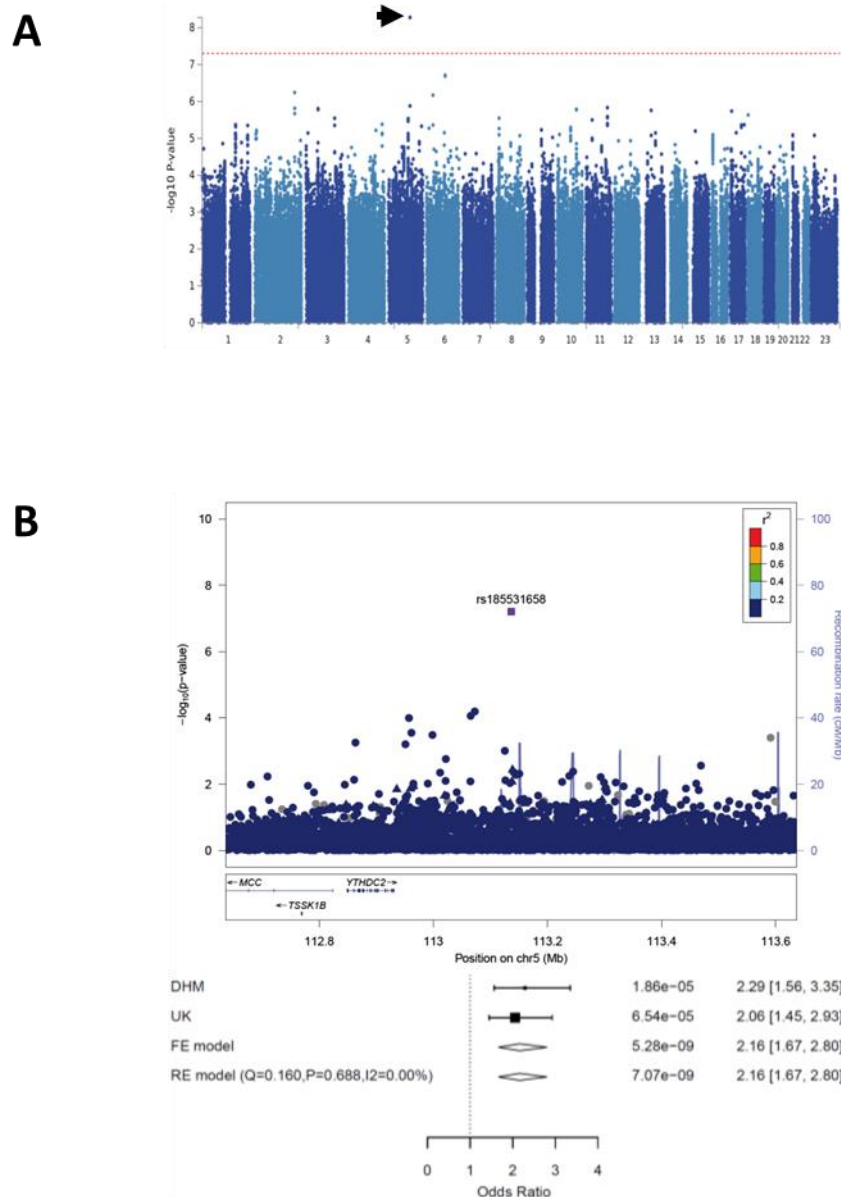 A
8
7
6
5
4
3
2
1
0
-log10 P-value
1 2 3 4 5 6 7 8 9 10 11 12 13 14 15 16 17 18 19 20 21 22 23
B
10
8
6
4
2
0
−log10(p−value)
rs185531658
r2
0.8
0.6
0.4
0.2
100
80
60
40
20
0
Recombination rate (cM/Mb)
←MCC YTHDC2→
←TSSK1B
112.8 113 113.2 113.4 113.6
Position on chr5 (Mb)
DHM 1.86e−05 2.29 [1.56, 3.35]
UK 6.54e−05 2.06 [1.45, 2.93]
FE model 5.28e−09 2.16 [1.67, 2.80]
RE model (Q=0.160,P=0.688,I2=0.00%) 7.07e−09 2.16 [1.67, 2.80]
0 1 2 3 4
Odds Ratio